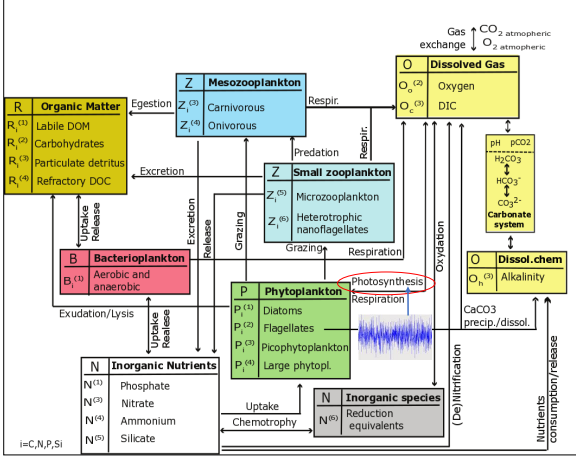 Gas exchange
CO2 atmopheric
O2 atmopheric
Z Mesozooplankton
Zi(3) Carnivorous
Zi(4) Onivorous
O Dissolved Gas
Oo(2) Oxygen
Oc(3) DIC
R Organic Matter
Ri(1) Labile DOM
Ri(2) Carbohydrates
Ri(3) Particulate detritus
Ri(4) Refractory DOC
Egestion
Respir.
Respir.
Predation
Excretion
pH pCO2
H2CO3
HCO3-
CO32-
Carbonate
system
Z Small zooplankton
Zi(5) Microzooplankton
Zi(6) Heterotrophic
nanoflagellates
Uptake
Release
Excretion
Release
Grazing
Grazing
Oxydation
B Bacterioplankton
Bi(1) Aerobic and
anaerobic
Respiration
O Dissol.chem
Oh(3) Alkalinity
P Phytoplankton
Pi(1) Diatoms
Pi(2) Flagellates
Pi(3) Picophytoplankton
Pi(4) Large phytopl.
Photosynthesis
Respiration
Exudation/Lysis
Uptake
Realese
CaCO3
precip./dissol.
N Inorganic Nutrients
N(1) Phosphate
N(3) Nitrate
N(4) Ammonium
N(5) Silicate
Uptake
Chemotrophy
N Inorganic species
N(6) Reduction
equivalents
(De)Nitrification
Nutrients
consumption/release
i=C,N,P,Si